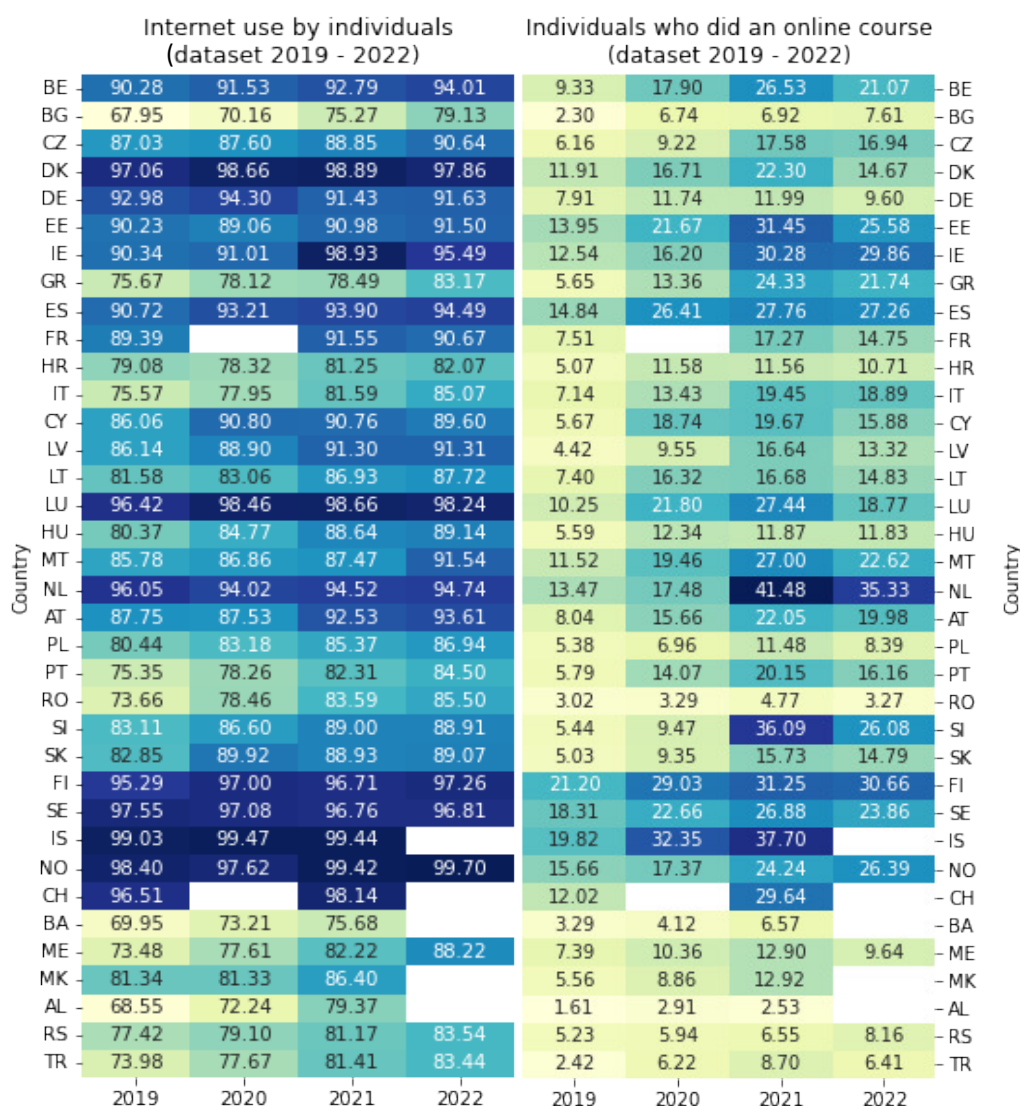 Internet use by individuals Individuals who did an online course
(dataset 2019 - 2022) (dataset 2019 - 2022)
BE 90.28 91.53 92.79 94.01 9.33 17.90 26.53 21.07 BE
BG 67.95 70.16 75.27 79.13 2.30 6.74 6.92 7.61 BG
CZ 87.03 87.60 88.85 90.64 6.16 9.22 17.58 16.94 CZ
DK 97.06 98.66 98.89 97.86 11.91 16.71 22.30 14.67 DK
DE 92.98 94.30 91.43 91.63 7.91 11.74 11.99 9.60 DE
EE 90.23 89.06 90.98 91.50 13.95 21.67 31.45 25.58 EE
IE 90.34 91.01 98.93 95.49 12.54 16.20 30.28 29.86 IE
GR 75.67 78.12 78.49 83.17 5.65 13.36 24.33 21.74 GR
ES 90.72 93.21 93.90 94.49 14.84 26.41 27.76 27.26 ES
FR 89.39 91.55 90.67 7.51 17.27 14.75 FR
HR 79.08 78.32 81.25 82.07 5.07 11.58 11.56 10.71 HR
IT 75.57 77.95 81.59 85.07 7.14 13.43 19.45 18.89 IT
CY 86.06 90.80 90.76 89.60 5.67 18.74 19.67 15.88 CY
LV 86.14 88.90 91.30 91.31 4.42 9.55 16.64 13.32 LV
LT 81.58 83.06 86.93 87.72 7.40 16.32 16.68 14.83 LT
LU 96.42 98.46 98.66 98.24 10.25 21.80 27.44 18.77 LU
HU 80.37 84.77 88.64 89.14 5.59 12.34 11.87 11.83 HU
MT 85.78 86.86 87.47 91.54 11.52 19.46 27.00 22.62 MT
NL 96.05 94.02 94.52 94.74 13.47 17.48 41.48 35.33 NL
AT 87.75 87.53 92.53 93.61 8.04 15.66 22.05 19.98 AT
PL 80.44 83.18 85.37 86.94 5.38 6.96 11.48 8.39 PL
PT 75.35 78.26 82.31 84.50 5.79 14.07 20.15 16.16 PT
RO 73.66 78.46 83.59 85.50 3.02 3.29 4.77 3.27 RO
SI 83.11 86.60 89.00 88.91 5.44 9.47 36.09 26.08 SI
SK 82.85 89.92 88.93 89.07 5.03 9.35 15.73 14.79 SK
FI 95.29 97.00 96.71 97.26 21.20 29.03 31.25 30.66 FI
SE 97.55 97.08 96.76 96.81 18.31 22.66 26.88 23.86 SE
IS 99.03 99.47 99.44 19.82 32.35 37.70 IS
NO 98.40 97.62 99.42 99.70 15.66 17.37 24.24 26.39 NO
CH 96.51 98.14 12.02 29.64 CH
BA 69.95 73.21 75.68 3.29 4.12 6.57 BA
ME 73.48 77.61 82.22 88.22 7.39 10.36 12.90 9.64 ME
MK 81.34 81.33 86.40 5.56 8.86 12.92 MK
AL 68.55 72.24 79.37 1.61 2.91 2.53 AL
RS 77.42 79.10 81.17 83.54 5.23 5.94 6.55 8.16 RS
TR 73.98 77.67 81.41 83.44 2.42 6.22 8.70 6.41 TR
2019 2020 2021 2022 2019 2020 2021 2022
Country
Country